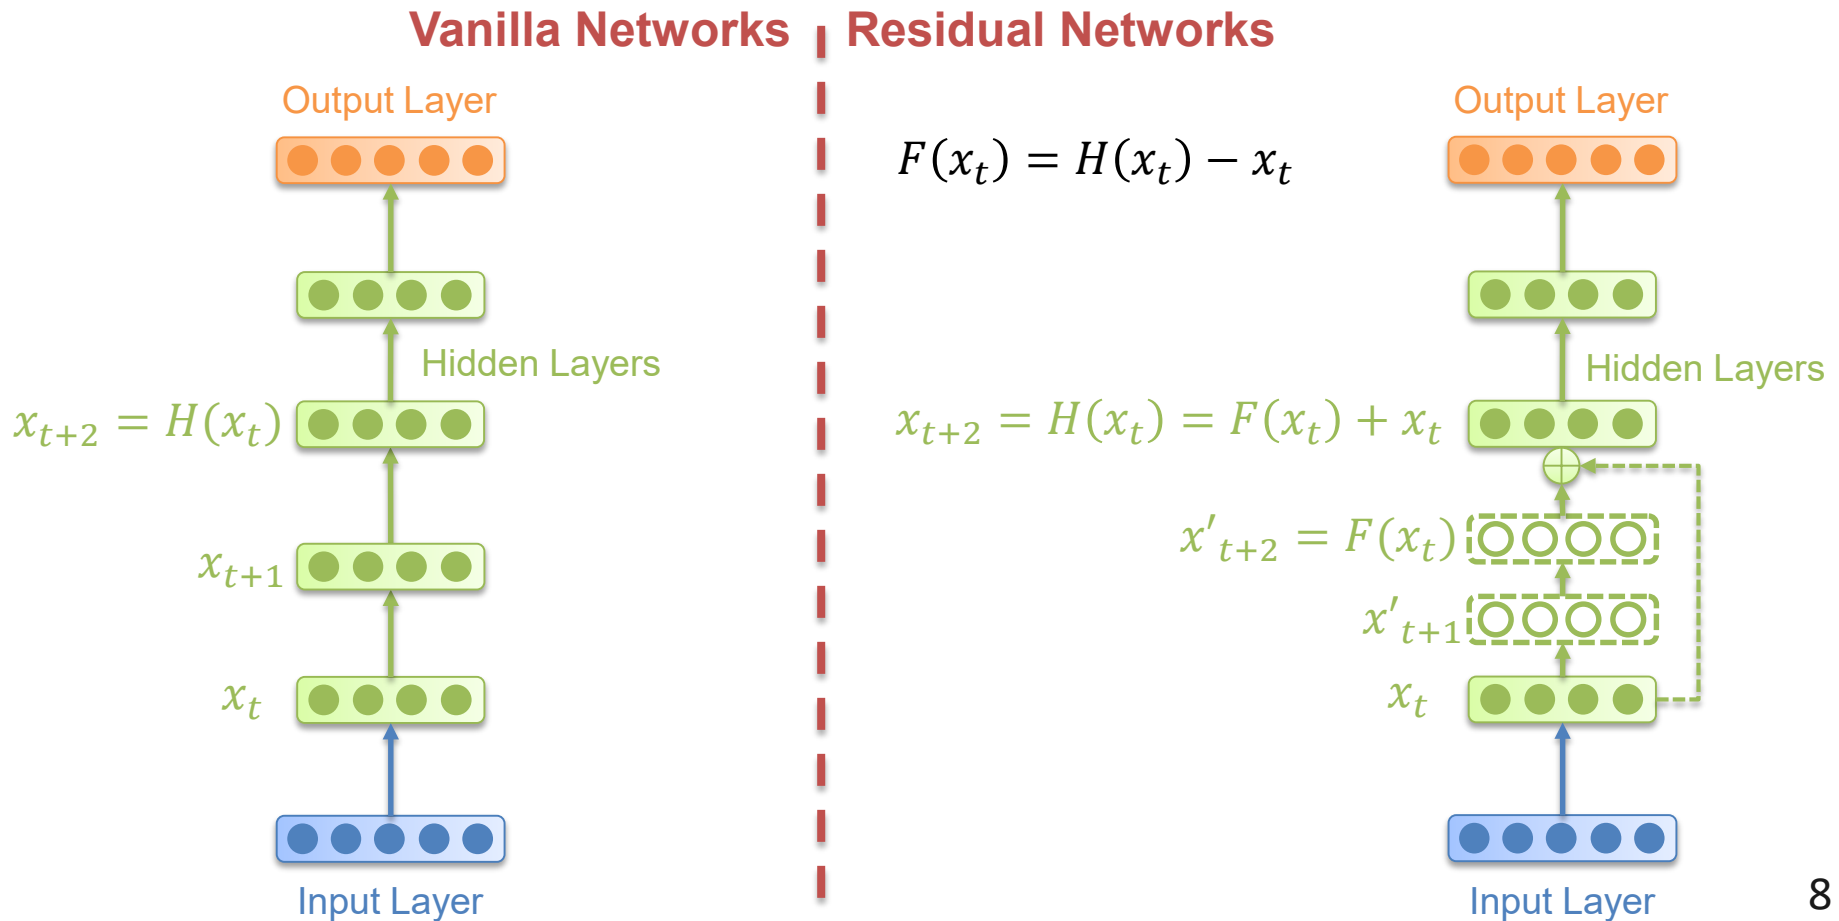 Vanilla Networks
Output Layer
Hidden Layers
x_{t+2} = H(x_t)
x_{t+1}
x_t
Input Layer
Residual Networks
F(x_t) = H(x_t) − x_t
Output Layer
Hidden Layers
x_{t+2} = H(x_t) = F(x_t) + x_t
x'_{t+2} = F(x_t)
x'_{t+1}
x_t
Input Layer
8